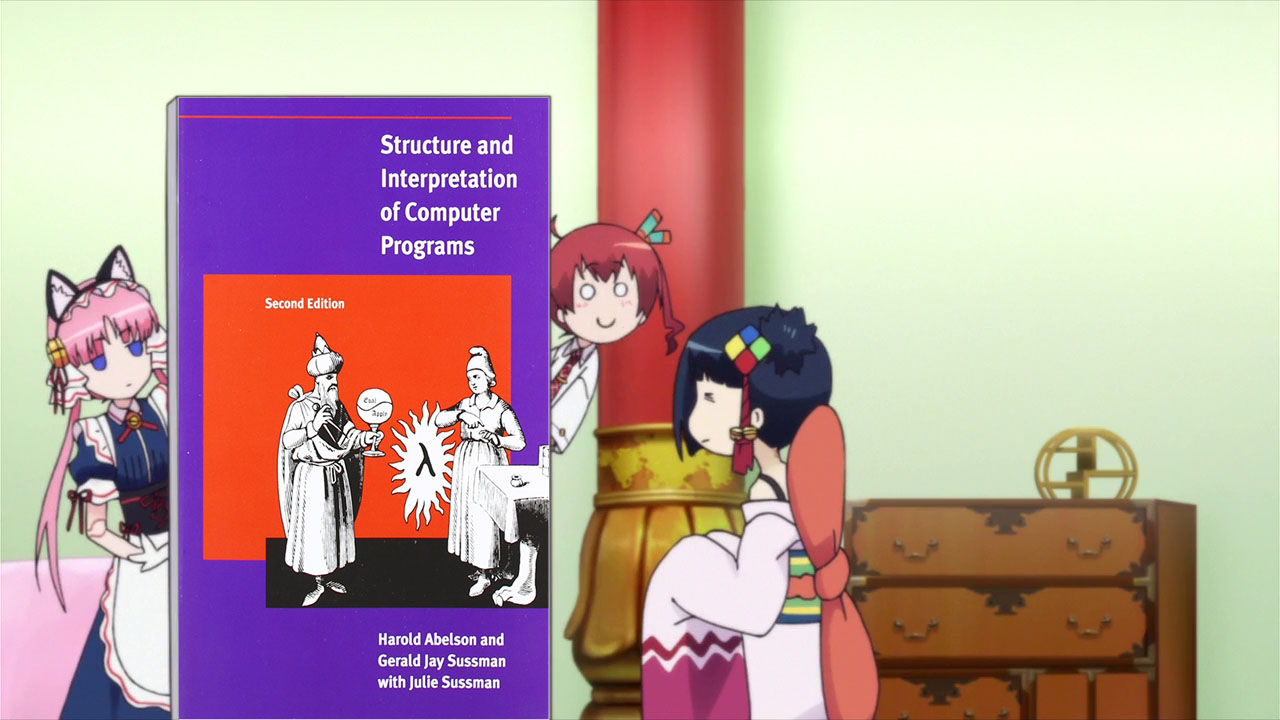 Structure and
Interpretation
of Computer
Programs
Second Edition
Eval
Apply
λ
Harold Abelson and
Gerald Jay Sussman
with Julie Sussman